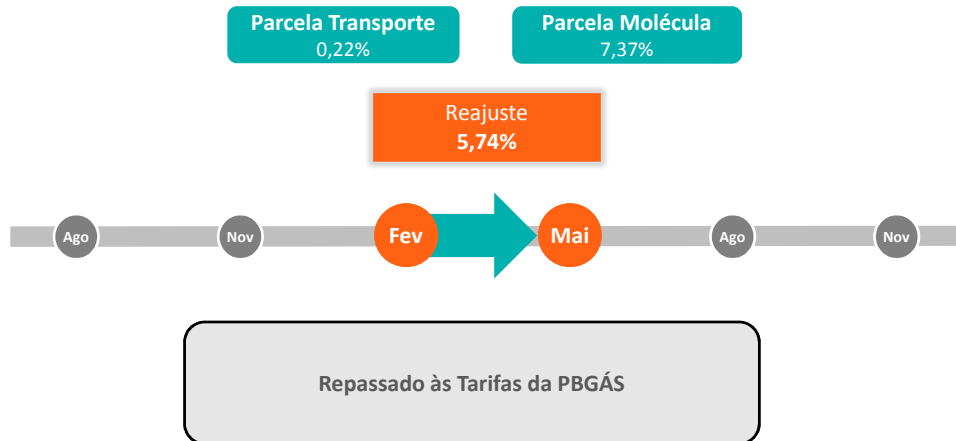 Parcela Transporte
0,22%
Parcela Molécula
7,37%
Reajuste
5,74%
Ago
Nov
Fev
Mai
Ago
Nov
Repassado às Tarifas da PBGÁS